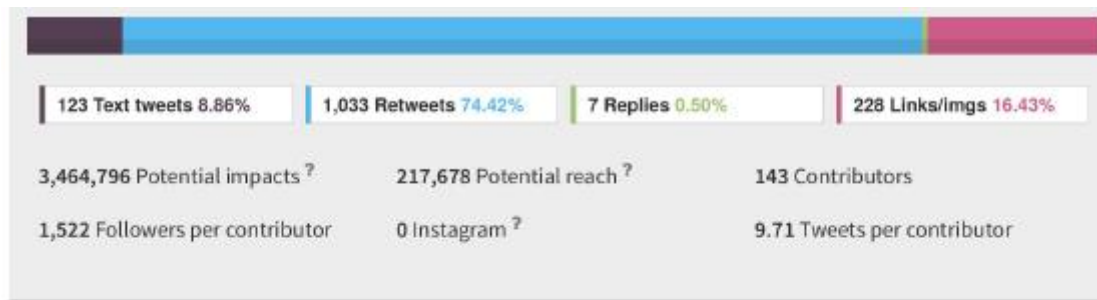 123 Text tweets 8.86% 1,033 Retweets 74.42% 7 Replies 0.50% 228 Links/imgs 16.43%
3,464,796 Potential impacts ? 217,678 Potential reach ? 143 Contributors
1,522 Followers per contributor 0 Instagram ? 9.71 Tweets per contributor